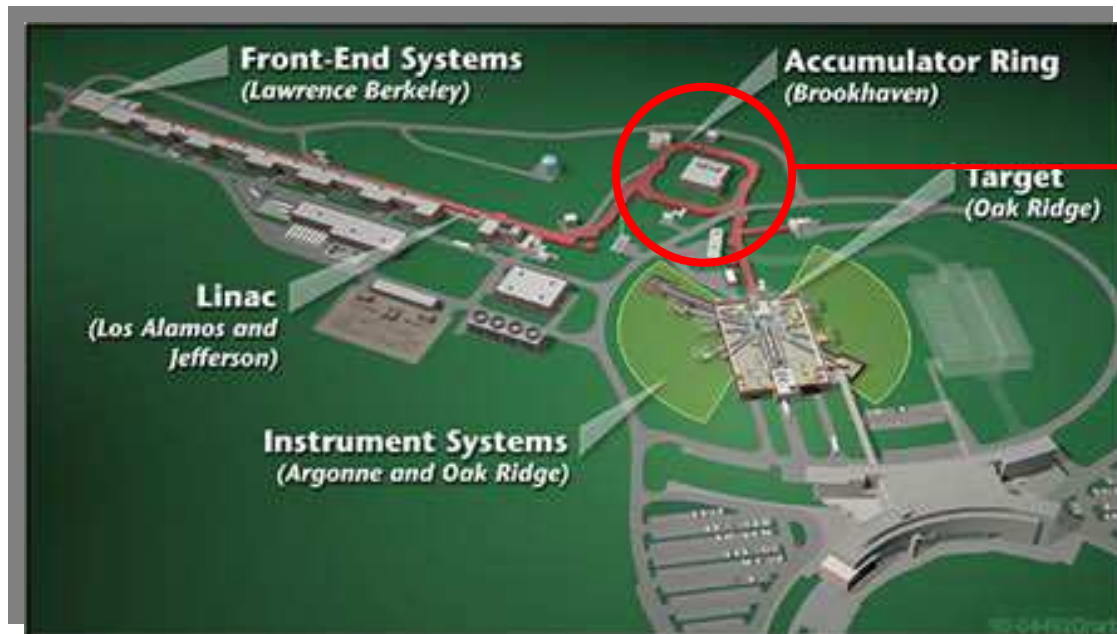 Front-End Systems
(Lawrence Berkeley)
Accumulator Ring
(Brookhaven)
Target
(Oak Ridge)
Linac
(Los Alamos and
Jefferson)
Instrument Systems
(Argonne and Oak Ridge)